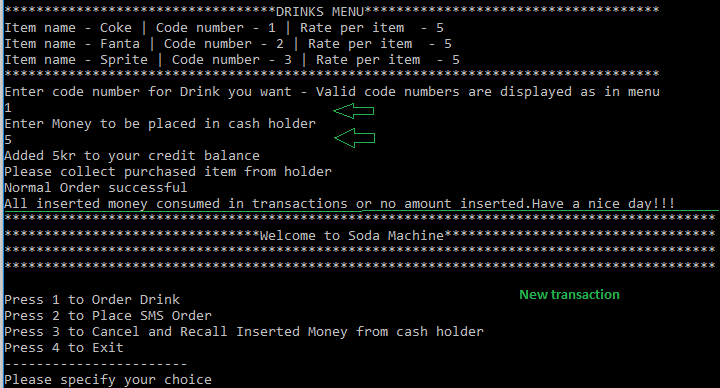 **********************************DRINKS MENU*************************************
Item name - Coke | Code number - 1 | Rate per item  - 5
Item name - Fanta | Code number - 2 | Rate per item  - 5
Item name - Sprite | Code number - 3 | Rate per item  - 5
**********************************************************************************
Enter code number for Drink you want - Valid code numbers are displayed as in menu
1
Enter Money to be placed in cash holder
5
Added 5kr to your credit balance
Please collect purchased item from holder
Normal Order successful
All inserted money consumed in transactions or no amount inserted.Have a nice day!!!
*****************************************************************************************
********************************Welcome to Soda Machine**********************************
*****************************************************************************************
*****************************************************************************************
New transaction
Press 1 to Order Drink
Press 2 to Place SMS Order
Press 3 to Cancel and Recall Inserted Money from cash holder
Press 4 to Exit
-----------------------
Please specify your choice